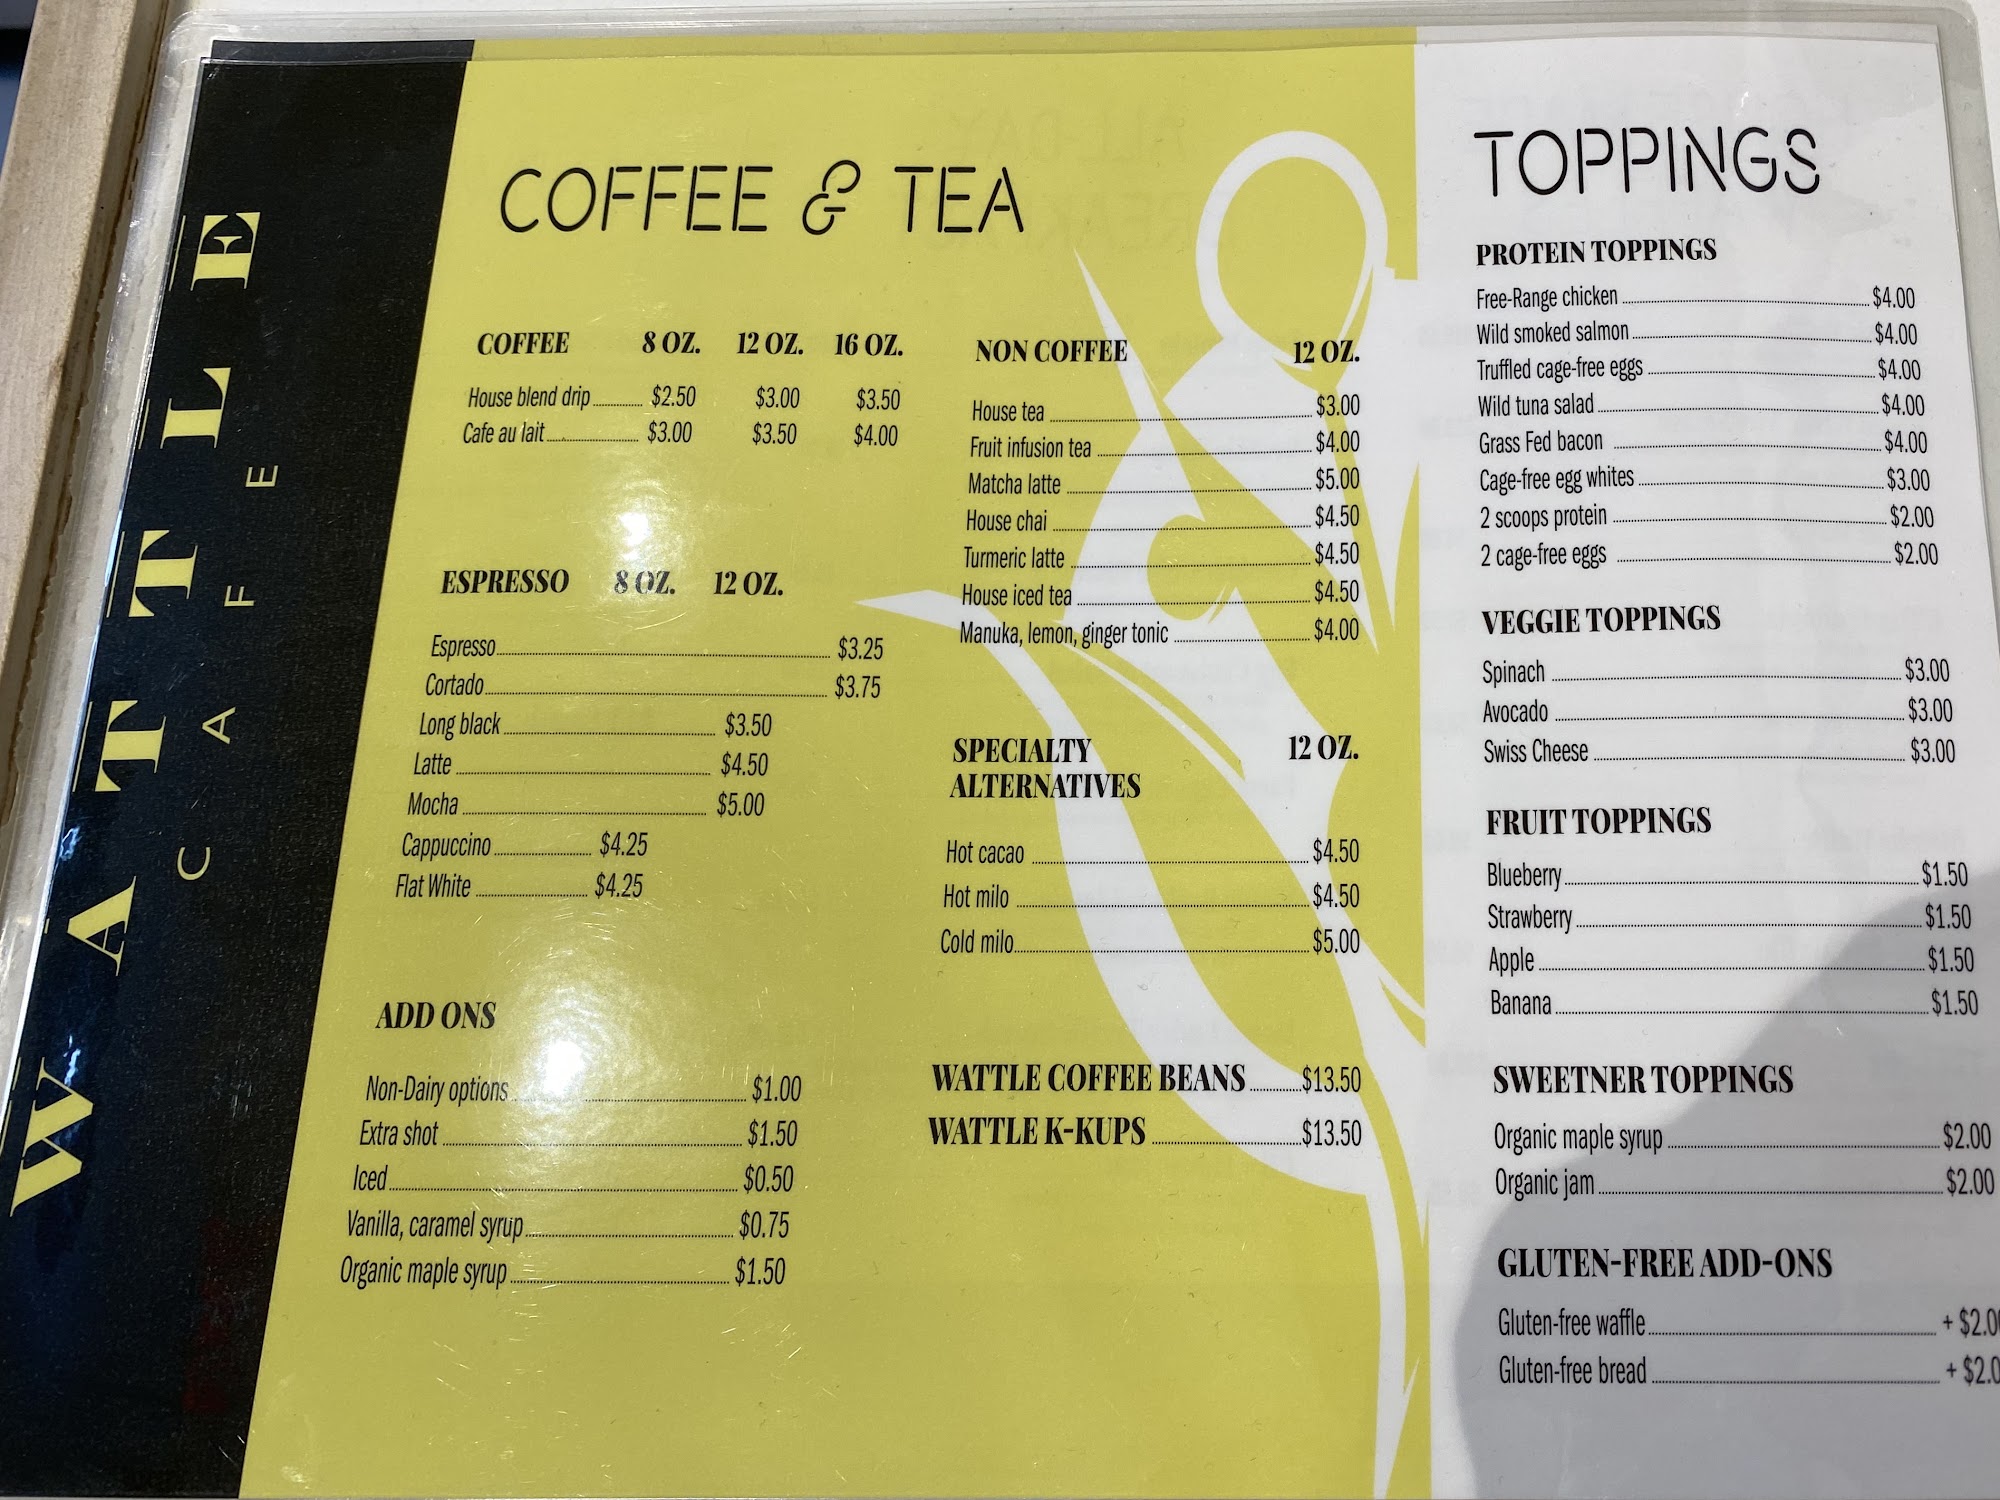 WATTLE
CAFE
COFFEE & TEA
COFFEE 8 OZ. 12 OZ. 16 OZ.
House blend drip $2.50 $3.00 $3.50
Cafe au lait $3.00 $3.50 $4.00
ESPRESSO 8 OZ. 12 OZ.
Espresso $3.25
Cortado $3.75
Long black $3.50
Latte $4.50
Mocha $5.00
Cappuccino $4.25
Flat White $4.25
ADD ONS
Non-Dairy options $1.00
Extra shot $1.50
Iced $0.50
Vanilla, caramel syrup $0.75
Organic maple syrup $1.50
NON COFFEE 12 OZ.
House tea $3.00
Fruit infusion tea $4.00
Matcha latte $5.00
House chai $4.50
Turmeric latte $4.50
House iced tea $4.50
Manuka, lemon, ginger tonic $4.00
SPECIALTY 12 OZ.
ALTERNATIVES
Hot cacao $4.50
Hot milo $4.50
Cold milo $5.00
WATTLE COFFEE BEANS $13.50
WATTLE K-KUPS $13.50
TOPPINGS
PROTEIN TOPPINGS
Free-Range chicken $4.00
Wild smoked salmon $4.00
Truffled cage-free eggs $4.00
Wild tuna salad $4.00
Grass Fed bacon $4.00
Cage-free egg whites $3.00
2 scoops protein $2.00
2 cage-free eggs $2.00
VEGGIE TOPPINGS
Spinach $3.00
Avocado $3.00
Swiss Cheese $3.00
FRUIT TOPPINGS
Blueberry $1.50
Strawberry $1.50
Apple $1.50
Banana $1.50
SWEETNER TOPPINGS
Organic maple syrup $2.00
Organic jam $2.00
GLUTEN-FREE ADD-ONS
Gluten-free waffle + $2.00
Gluten-free bread + $2.0